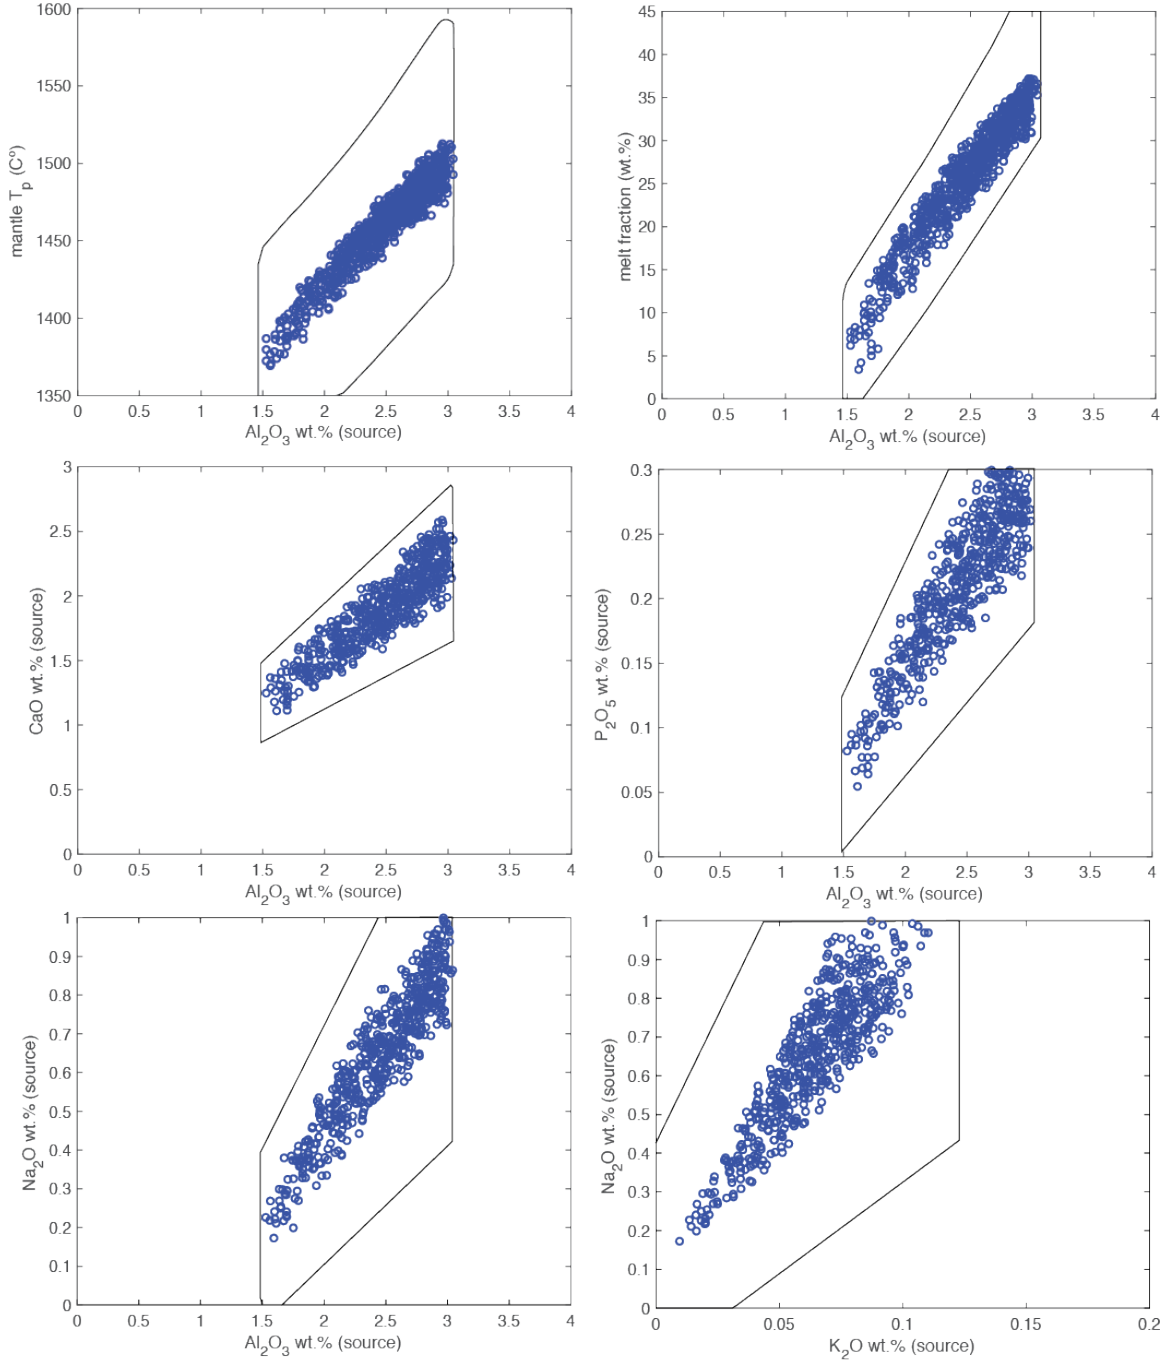 1600
1550
1500
1450
1400
1350
mantle T_p (C°)
0 0.5 1 1.5 2 2.5 3 3.5 4
Al₂O₃ wt.% (source)
45
40
35
30
25
20
15
10
5
0
melt fraction (wt.%)
0 0.5 1 1.5 2 2.5 3 3.5 4
Al₂O₃ wt.% (source)
3
2.5
2
1.5
1
0.5
0
CaO wt.% (source)
0 0.5 1 1.5 2 2.5 3 3.5 4
Al₂O₃ wt.% (source)
0.3
0.25
0.2
0.15
0.1
0.05
0
P₂O₅ wt.% (source)
0 0.5 1 1.5 2 2.5 3 3.5 4
Al₂O₃ wt.% (source)
1
0.9
0.8
0.7
0.6
0.5
0.4
0.3
0.2
0.1
0
Na₂O wt.% (source)
0 0.5 1 1.5 2 2.5 3 3.5 4
Al₂O₃ wt.% (source)
1
0.9
0.8
0.7
0.6
0.5
0.4
0.3
0.2
0.1
0
Na₂O wt.% (source)
0 0.05 0.1 0.15 0.2
K₂O wt.% (source)